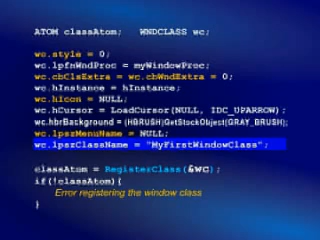 ATOM classAtom;   WNDCLASS wc;
wc.style = 0;
wc.lpfnWndProc = myWindowProc;
wc.cbClsExtra = wc.cbWndExtra = 0;
wc.hInstance = hInstance;
wc.hIcon = NULL;
wc.hCursor = LoadCursor(NULL, IDC_UPARROW);
wc.hbrBackground = (HBRUSH)GetStockObject(GRAY_BRUSH);
wc.lpszMenuName = NULL;
wc.lpszClassName = "MyFirstWindowClass";
classAtom = RegisterClass(&wc);
if(!classAtom){
Error registering the window class
}